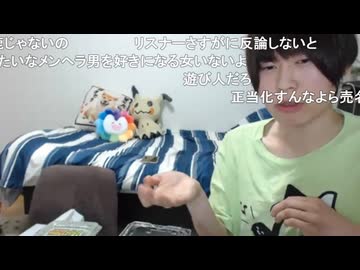 俺じゃないの
リスナーさすがに反論しないと
たいなメンヘラ男を好きになる女いないよ
遊び人だろ
正当化すんなよら売名